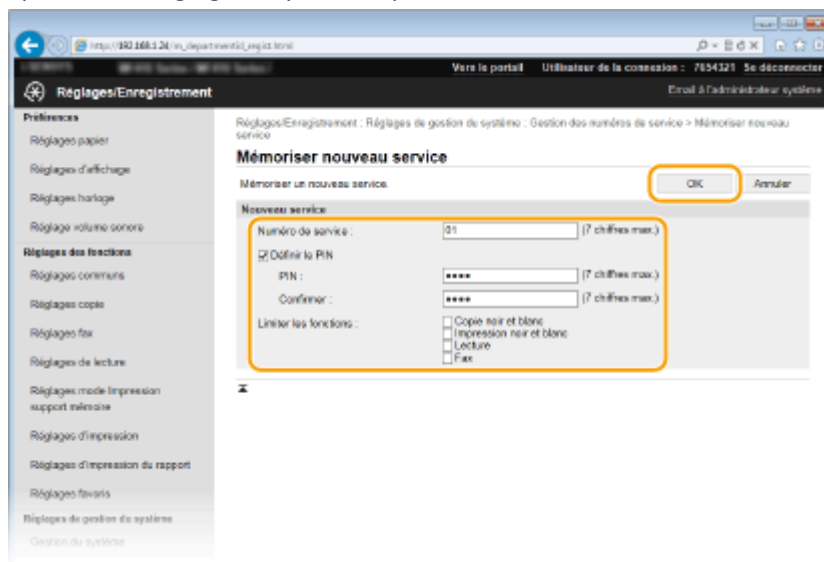 http://192.168.1.24/m_departmentid_regist.html
Vers le portail Utilisateur de la connexion : 7654321 Se déconnecter
Réglages/Enregistrement
Email à l'administrateur système
Préférences
Réglages papier
Réglages d'affichage
Réglages horloge
Réglage volume sonore
Réglages des fonctions
Réglages communs
Réglages copie
Réglages fax
Réglages de lecture
Réglages mode Impression
support mémoire
Réglages d'impression
Réglages d'impression du rapport
Réglages favoris
Réglages de gestion du système
Gestion du système
Réglages/Enregistrement : Réglages de gestion du système : Gestion des numéros de service > Mémoriser nouveau
service
Mémoriser nouveau service
Mémoriser un nouveau service.
OK Annuler
Nouveau service
Numéro de service : 01 (7 chiffres max.)
Définir le PIN
PIN : •••• (7 chiffres max.)
Confirmer : •••• (7 chiffres max.)
Limiter les fonctions : Copie noir et blanc
Impression noir et blanc
Lecture
Fax